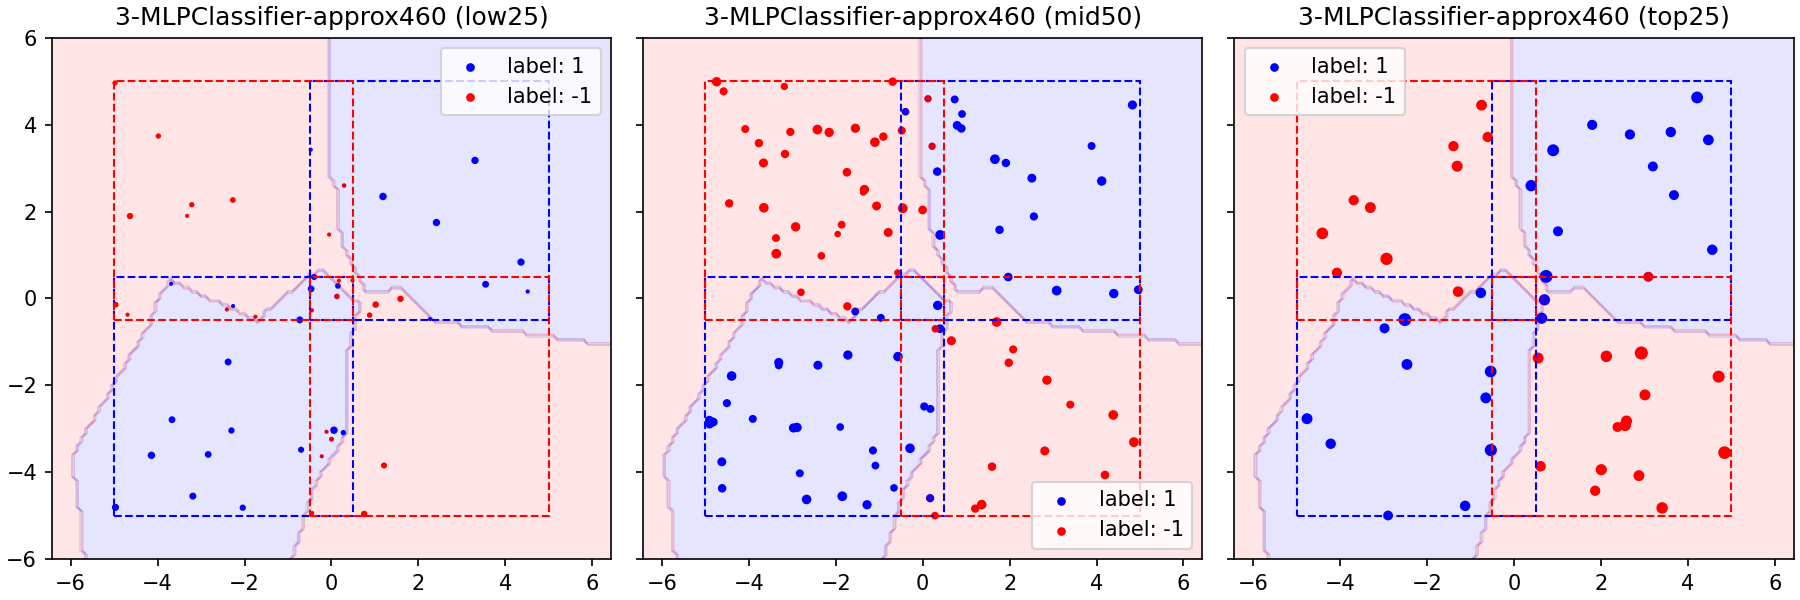 3-MLPClassifier-approx460 (low25)
3-MLPClassifier-approx460 (mid50)
3-MLPClassifier-approx460 (top25)
label: 1
label: -1
label: 1
label: -1
label: 1
label: -1
6
4
2
0
−2
−4
−6
−6 −4 −2 0 2 4 6
−6 −4 −2 0 2 4 6
−6 −4 −2 0 2 4 6